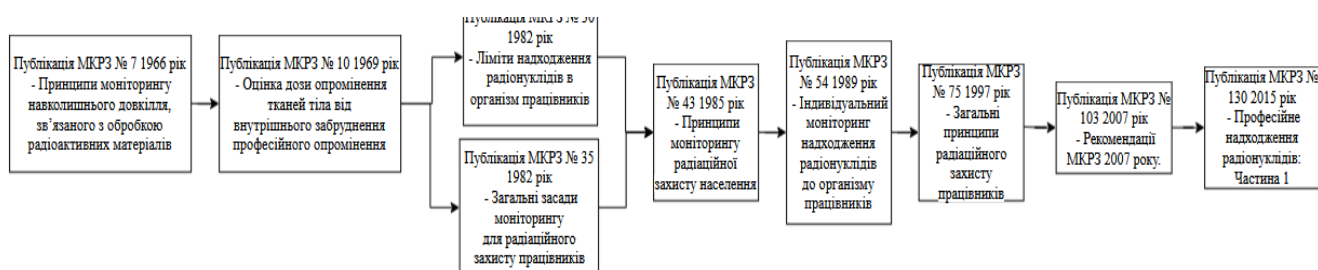 Публікація МКРЗ № 7 1966 рік
- Принципи моніторингу
навколишнього довкілля,
зв’язаного з обробкою
радіоактивних матеріалів
Публікація МКРЗ № 10 1969 рік
- Оцінка дози опромінення
тканей тіла від
внутрішнього забруднення
професійного опромінення
Публікація МКРЗ № 30
1982 рік
- Ліміти надходження
радіонуклідів в
організм працівників
Публікація МКРЗ № 35
1982 рік
- Загальні засади
моніторингу
для радіаційного
захисту працівників
Публікація МКРЗ
№ 43 1985 рік
- Принципи
моніторингу
радіаційної
захисту населення
Публікація МКРЗ
№ 54 1989 рік
- Індивідуальний
моніторинг
надходження
радіонуклідів
до організму
працівників
Публікація МКРЗ
№ 75 1997 рік
- Загальні
принципи
радіаційного
захисту
працівників
Публікація МКРЗ №
103 2007 рік
- Рекомендації
МКРЗ 2007 року.
Публікація МКРЗ №
130 2015 рік
- Професійне
надходження
радіонуклідів:
Частина 1